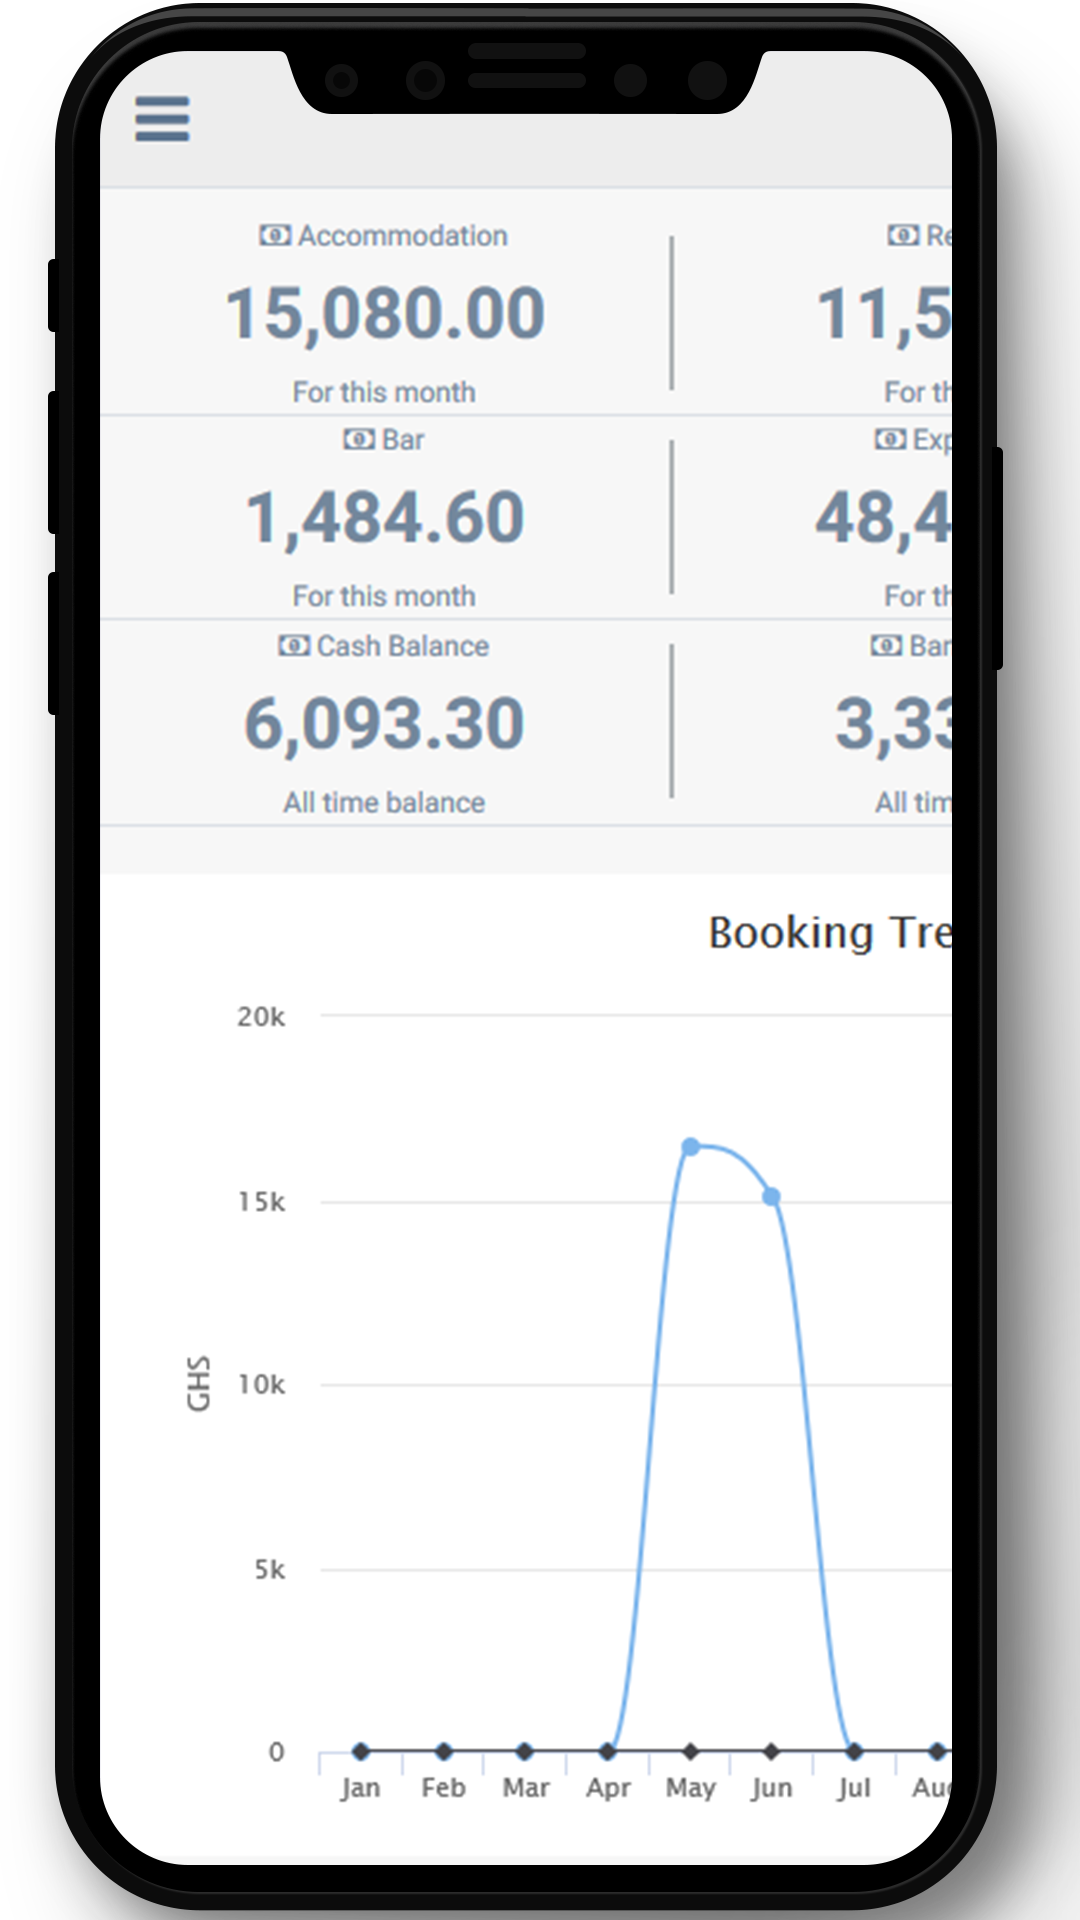 Accommodation
15,080.00
For this month
Re
11,5
For th
Bar
1,484.60
For this month
Exp
48,4
For th
Cash Balance
6,093.30
All time balance
Ban
3,33
All tim
Booking Tre
20k
15k
10k
5k
0
GHS
Jan Feb Mar Apr May Jun Jul Aug